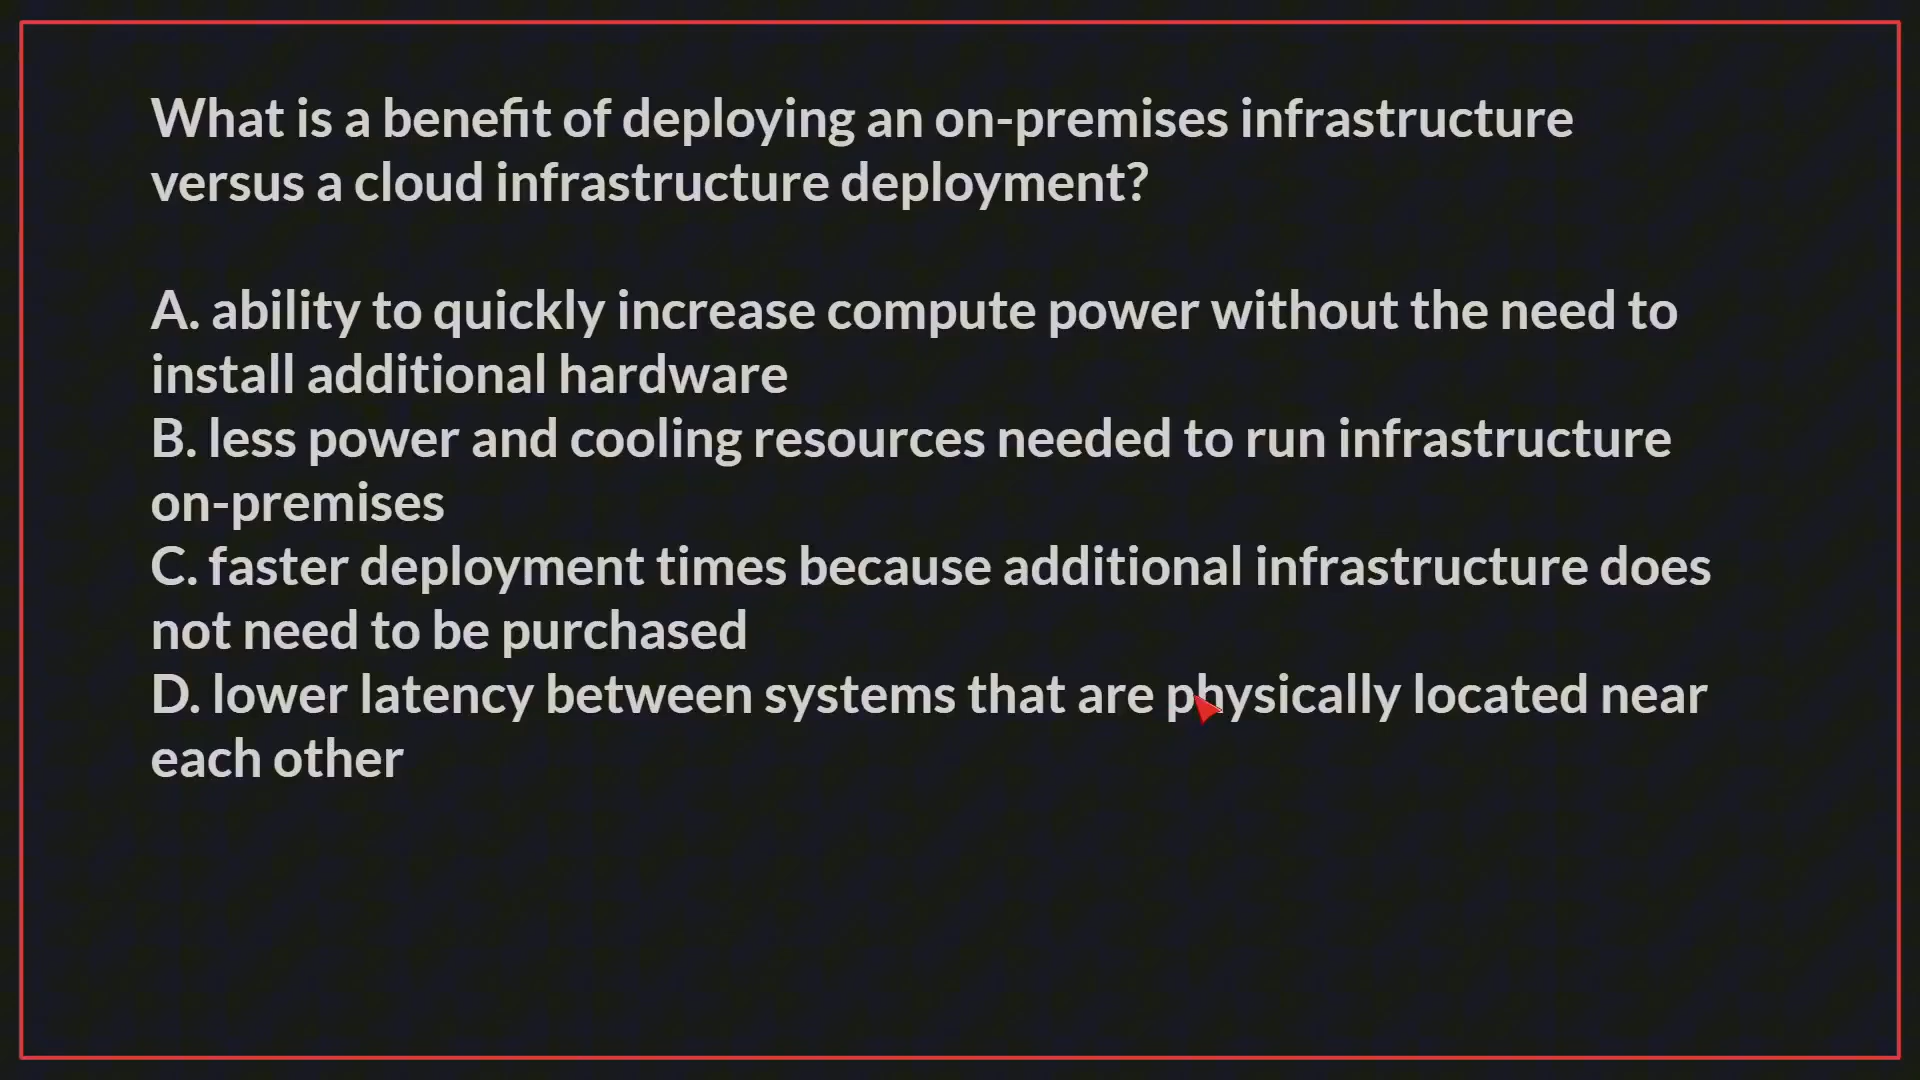 What is a benefit of deploying an on-premises infrastructure
versus a cloud infrastructure deployment?
A. ability to quickly increase compute power without the need to
install additional hardware
B. less power and cooling resources needed to run infrastructure
on-premises
C. faster deployment times because additional infrastructure does
not need to be purchased
D. lower latency between systems that are physically located near
each other